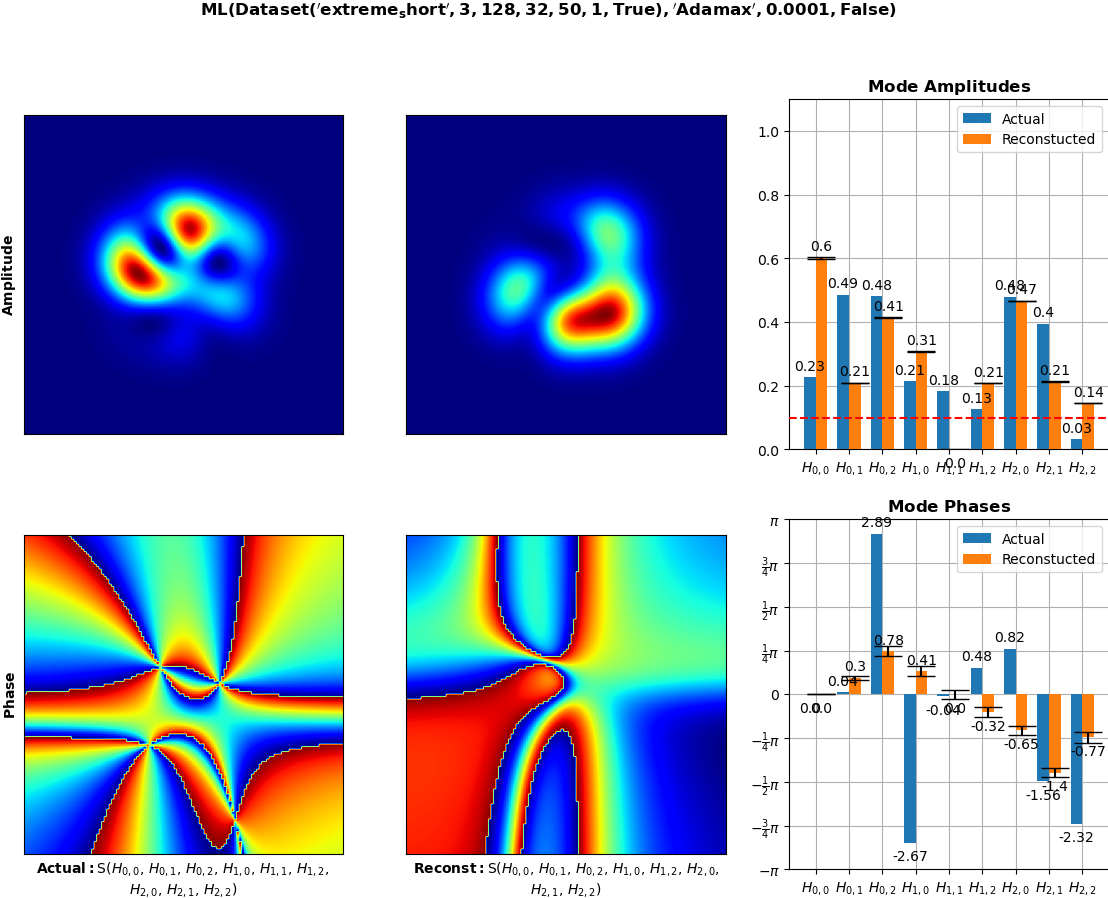 ML(Dataset('extreme_short', 3, 128, 32, 50, 1, True), 'Adamax', 0.0001, False)
Amplitude
Mode Amplitudes
Actual
Reconstucted
1.0
0.8
0.6
0.4
0.2
0.0
0.23 0.6 0.49 0.21 0.48 0.41 0.21 0.31 0.18 0.0 0.13 0.21 0.48 0.47 0.4 0.21 0.03 0.14
H0,0 H0,1 H0,2 H1,0 H1,1 H1,2 H2,0 H2,1 H2,2
Phase
Mode Phases
Actual
Reconstucted
π
3/4π
1/2π
1/4π
0
−1/4π
−1/2π
−3/4π
−π
0.0 0.0 0.04 0.3 2.89 0.78 -2.67 0.41 -0.04 0.0 0.48 -0.32 0.82 -0.65 -1.56 -1.4 -2.32 -0.77
H0,0 H0,1 H0,2 H1,0 H1,1 H1,2 H2,0 H2,1 H2,2
Actual: S(H0,0, H0,1, H0,2, H1,0, H1,1, H1,2,
H2,0, H2,1, H2,2)
Reconst: S(H0,0, H0,1, H0,2, H1,0, H1,2, H2,0,
H2,1, H2,2)